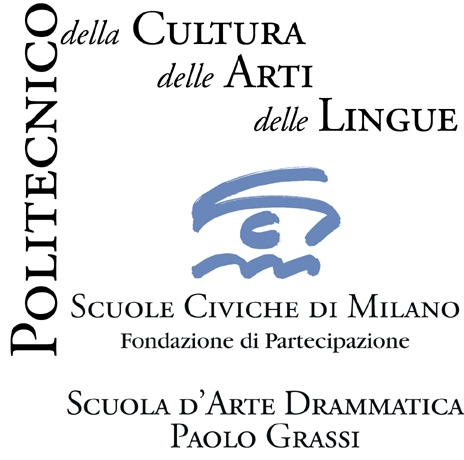 POLITECNICO
della CULTURA
delle ARTI
delle LINGUE
SCUOLE CIVICHE DI MILANO
Fondazione di Partecipazione
SCUOLA D'ARTE DRAMMATICA
PAOLO GRASSI